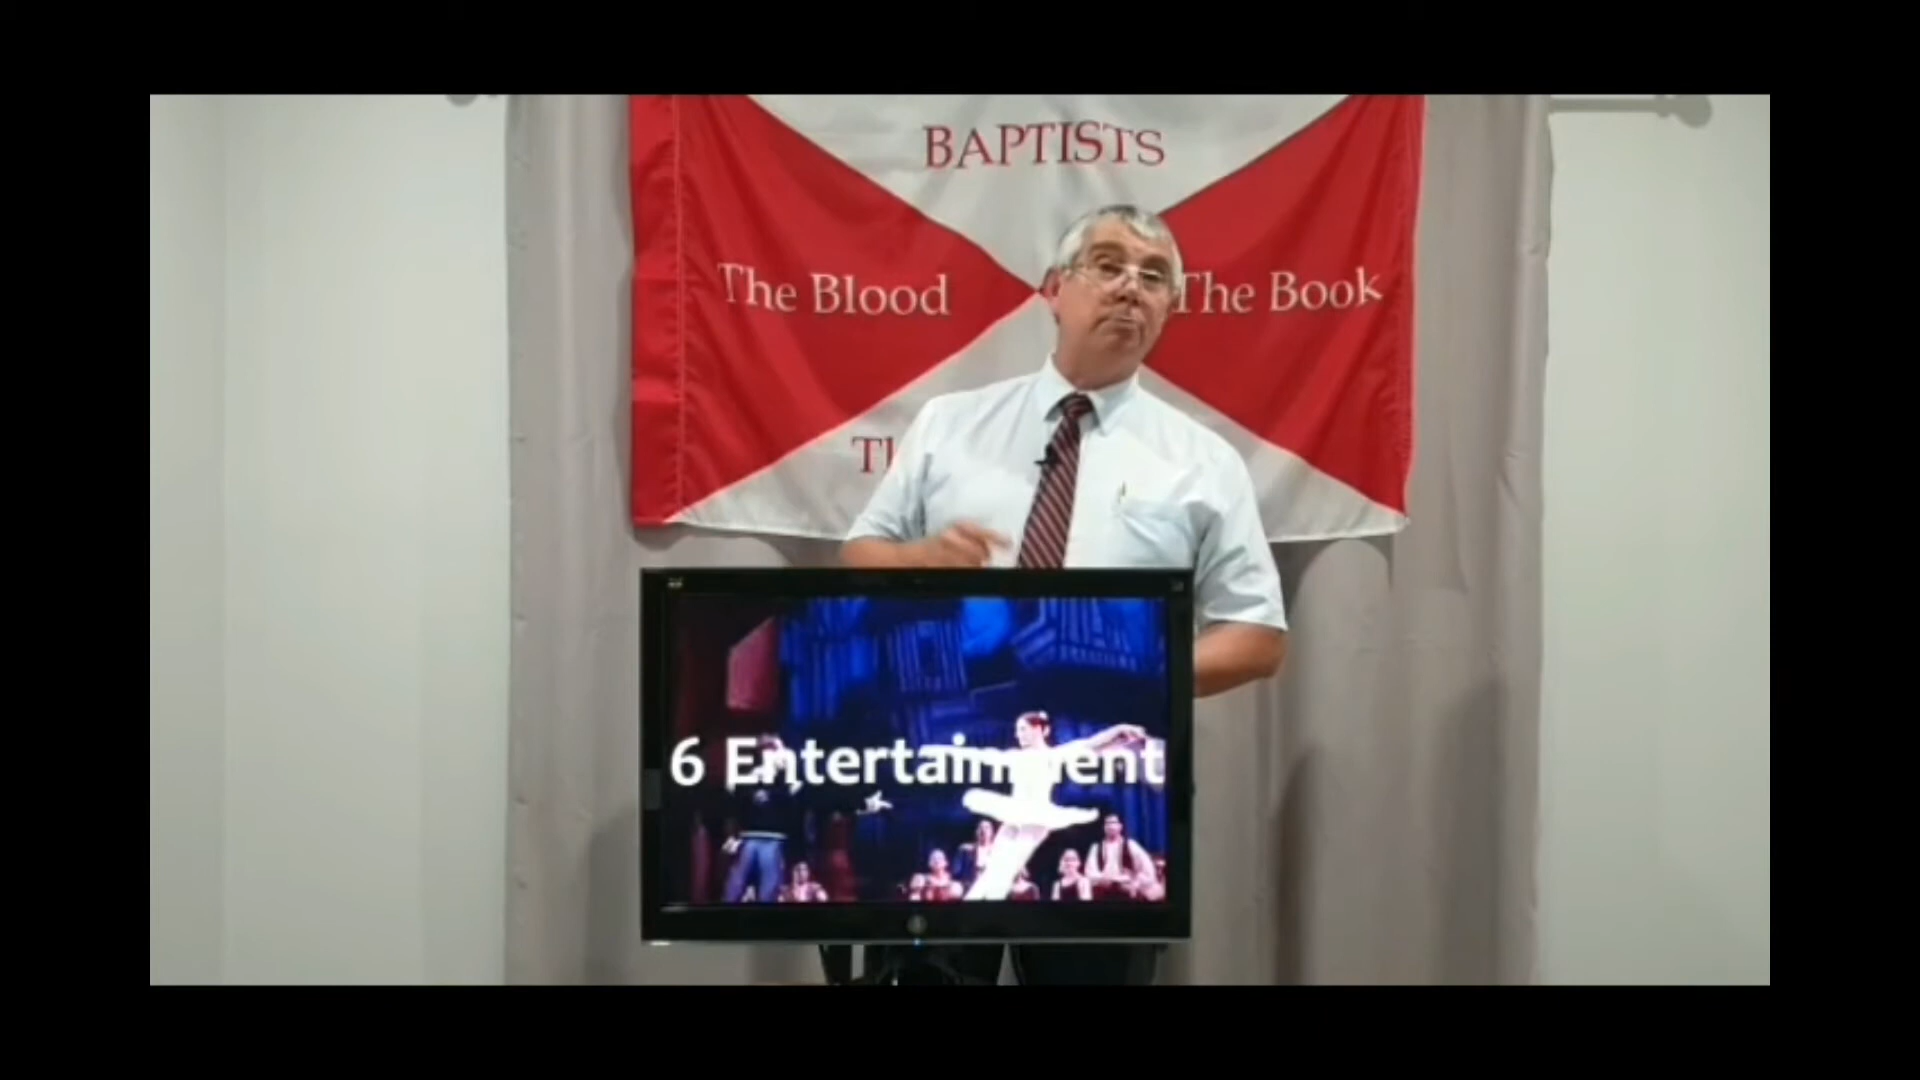 BAPTISTS
The Blood
The Book
6 Entertainment